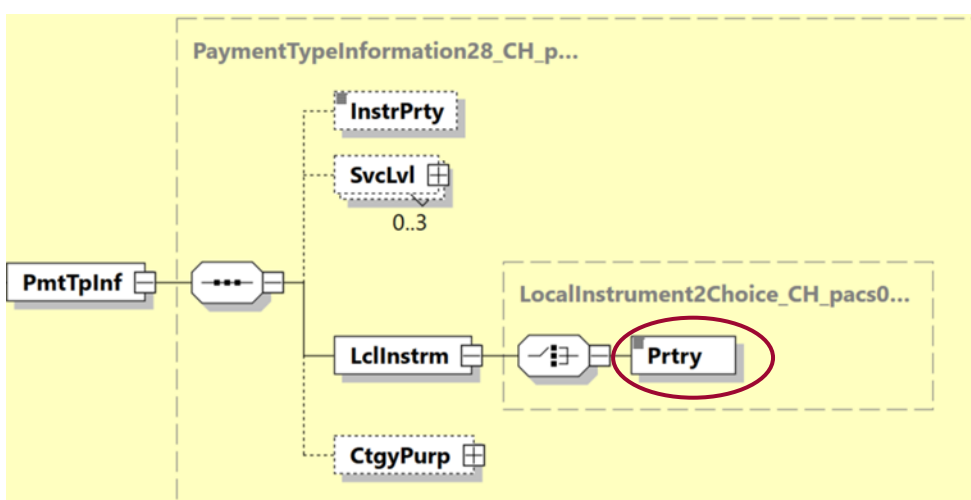 PaymentTypeInformation28_CH_p...
InstrPrty
SvcLvl
0..3
PmtTpInf
LocalInstrument2Choice_CH_pacs0...
LclInstrm
Prtry
CtgyPurp